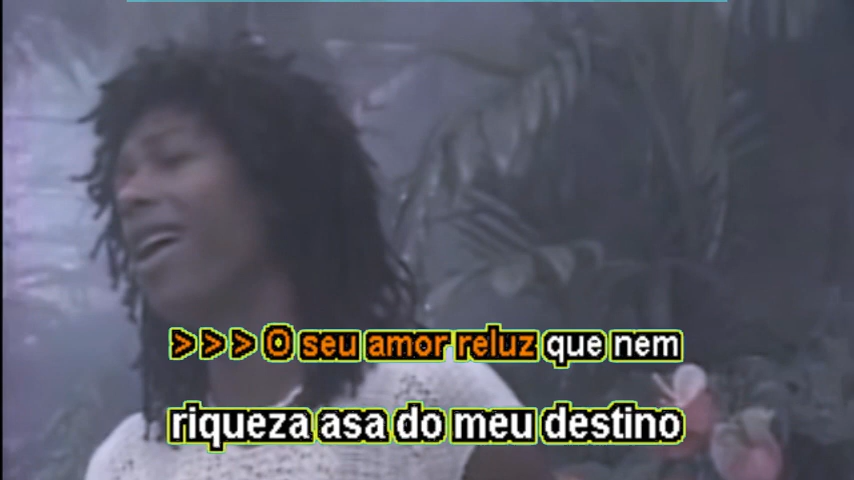 >>> O seu amor reluz que nem
riqueza asa do meu destino